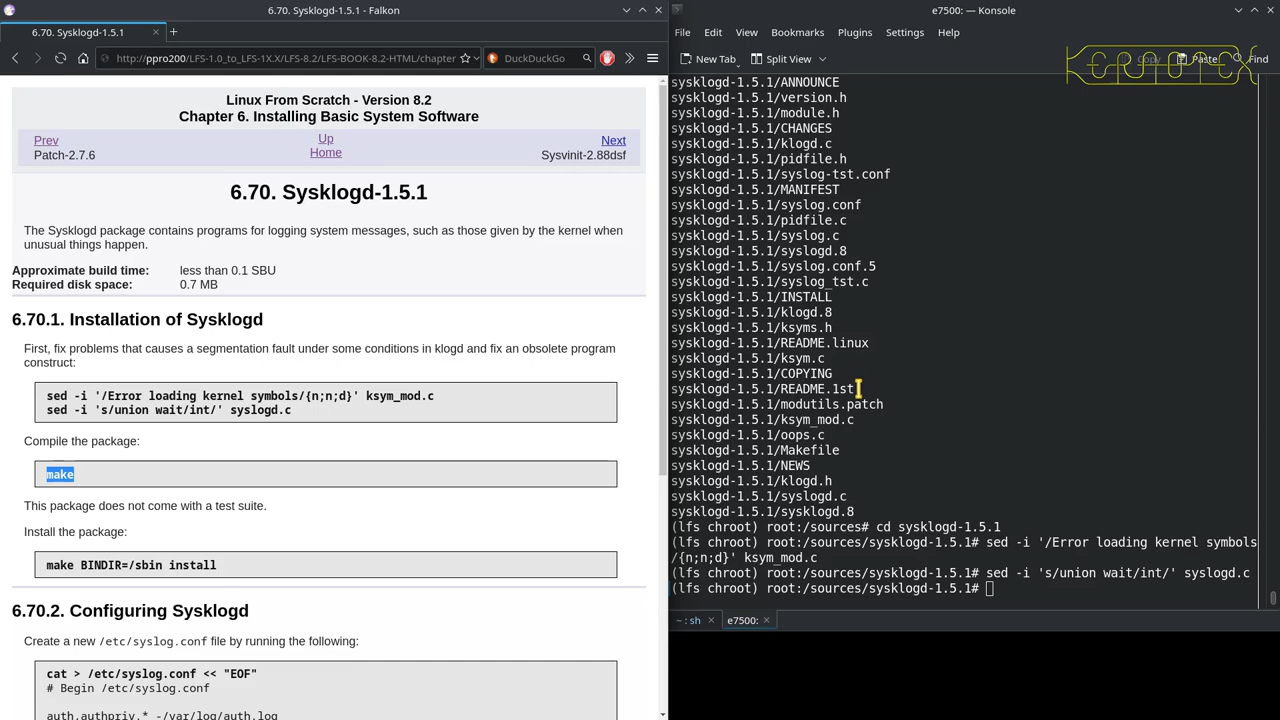 6.70. Sysklogd-1.5.1 - Falkon
6.70. Sysklogd-1.5.1
http://ppro200/LFS-1.0_to_LFS-1X.X/LFS-8.2/LFS-BOOK-8.2-HTML/chapter
DuckDuckGo
Linux From Scratch - Version 8.2
Chapter 6. Installing Basic System Software
Prev
Up
Next
Patch-2.7.6
Home
Sysvinit-2.88dsf
6.70. Sysklogd-1.5.1
The Sysklogd package contains programs for logging system messages, such as those given by the kernel when
unusual things happen.
Approximate build time: less than 0.1 SBU
Required disk space: 0.7 MB
6.70.1. Installation of Sysklogd
First, fix problems that causes a segmentation fault under some conditions in klogd and fix an obsolete program
construct:
sed -i '/Error loading kernel symbols/{n;n;d}' ksym_mod.c
sed -i 's/union wait/int/' syslogd.c
Compile the package:
make
This package does not come with a test suite.
Install the package:
make BINDIR=/sbin install
6.70.2. Configuring Sysklogd
Create a new /etc/syslog.conf file by running the following:
cat > /etc/syslog.conf << "EOF"
# Begin /etc/syslog.conf
auth,authpriv.* -/var/log/auth.log
e7500: — Konsole
File Edit View Bookmarks Plugins Settings Help
New Tab Split View Copy Paste Find
sysklogd-1.5.1/ANNOUNCE
sysklogd-1.5.1/version.h
sysklogd-1.5.1/module.h
sysklogd-1.5.1/CHANGES
sysklogd-1.5.1/klogd.c
sysklogd-1.5.1/pidfile.h
sysklogd-1.5.1/syslog-tst.conf
sysklogd-1.5.1/MANIFEST
sysklogd-1.5.1/syslog.conf
sysklogd-1.5.1/pidfile.c
sysklogd-1.5.1/syslog.c
sysklogd-1.5.1/syslogd.8
sysklogd-1.5.1/syslog.conf.5
sysklogd-1.5.1/syslog_tst.c
sysklogd-1.5.1/INSTALL
sysklogd-1.5.1/klogd.8
sysklogd-1.5.1/ksyms.h
sysklogd-1.5.1/README.linux
sysklogd-1.5.1/ksym.c
sysklogd-1.5.1/COPYING
sysklogd-1.5.1/README.1st
sysklogd-1.5.1/modutils.patch
sysklogd-1.5.1/ksym_mod.c
sysklogd-1.5.1/oops.c
sysklogd-1.5.1/Makefile
sysklogd-1.5.1/NEWS
sysklogd-1.5.1/klogd.h
sysklogd-1.5.1/syslogd.c
sysklogd-1.5.1/sysklogd.8
(lfs chroot) root:/sources# cd sysklogd-1.5.1
(lfs chroot) root:/sources/sysklogd-1.5.1# sed -i '/Error loading kernel symbols
/{n;n;d}' ksym_mod.c
(lfs chroot) root:/sources/sysklogd-1.5.1# sed -i 's/union wait/int/' syslogd.c
(lfs chroot) root:/sources/sysklogd-1.5.1#
~ : sh
e7500: